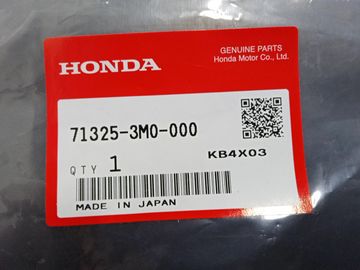 HONDA
GENUINE PARTS
Honda Motor Co., Ltd.
71325-3M0-000
QTY 1
KB4X03
MADE IN JAPAN